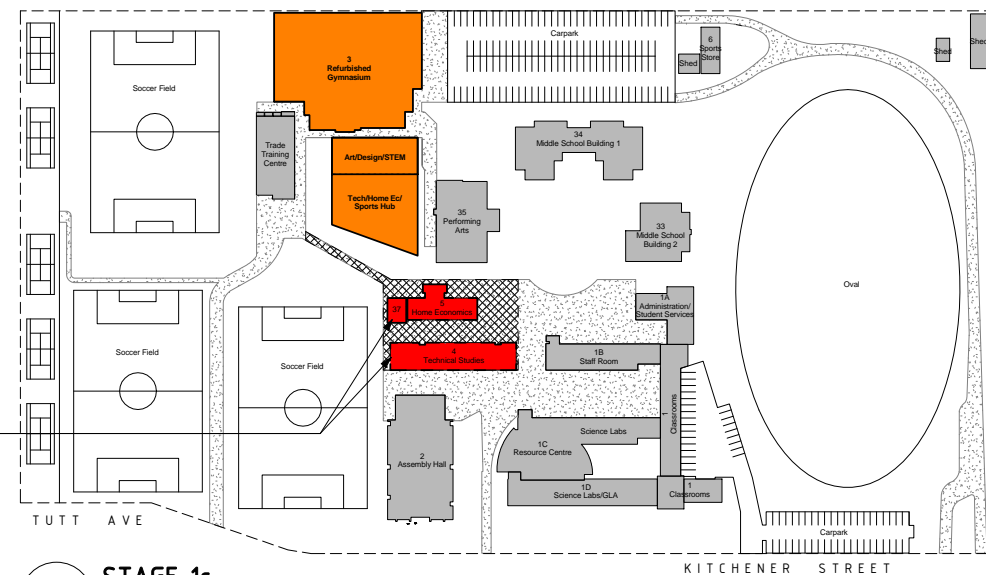 Carpark
6
Sports
Store
Shed
Shed
Shed
3
Refurbished
Gymnasium
Soccer Field
Trade
Training
Centre
Art/Design/STEM
Tech/Home Ec/
Sports Hub
34
Middle School Building 1
35
Performing
Arts
33
Middle School
Building 2
Oval
37
5
Home Economics
4
Technical Studies
1A
Administration/
Student Services
1B
Staff Room
Soccer Field
Soccer Field
1
Classrooms
Science Labs
1C
Resource Centre
2
Assembly Hall
1D
Science Labs/GLA
1
Classrooms
Carpark
TUTT AVE
KITCHENER STREET